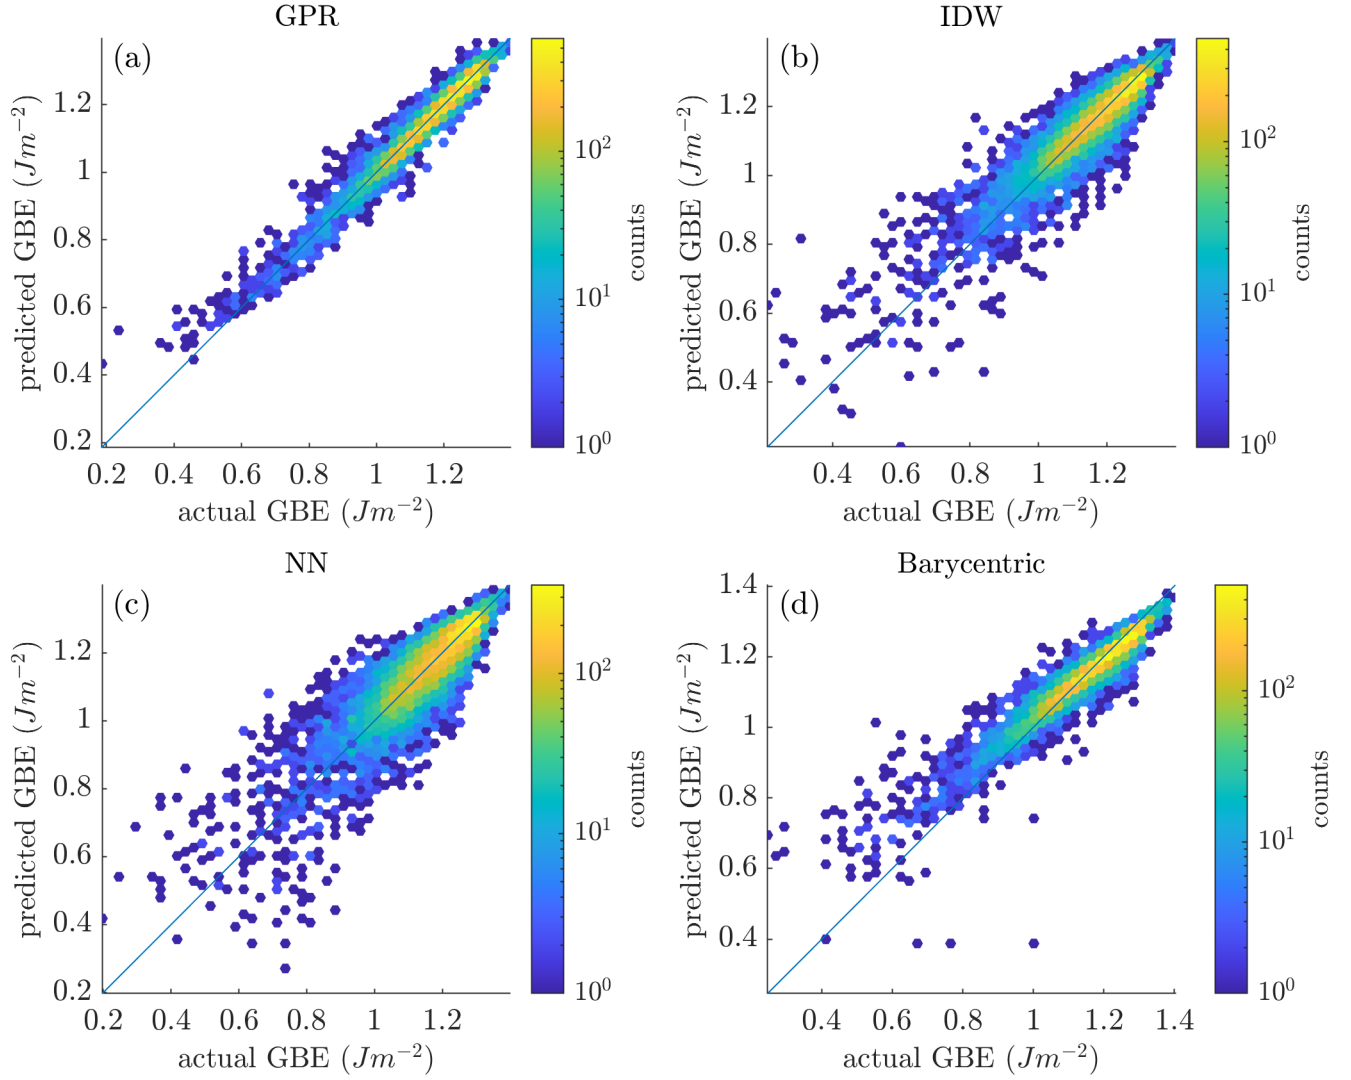 GPR
(a)
predicted GBE (Jm⁻²)
1.2
1
0.8
0.6
0.4
0.2
0.2 0.4 0.6 0.8 1 1.2
actual GBE (Jm⁻²)
10²
10¹
10⁰
counts
IDW
(b)
predicted GBE (Jm⁻²)
1.2
1
0.8
0.6
0.4
0.4 0.6 0.8 1 1.2
actual GBE (Jm⁻²)
10²
10¹
10⁰
counts
NN
(c)
predicted GBE (Jm⁻²)
1.2
1
0.8
0.6
0.4
0.2
0.2 0.4 0.6 0.8 1 1.2
actual GBE (Jm⁻²)
10²
10¹
10⁰
counts
Barycentric
(d)
predicted GBE (Jm⁻²)
1.4
1.2
1
0.8
0.6
0.4
0.4 0.6 0.8 1 1.2 1.4
actual GBE (Jm⁻²)
10²
10¹
10⁰
counts